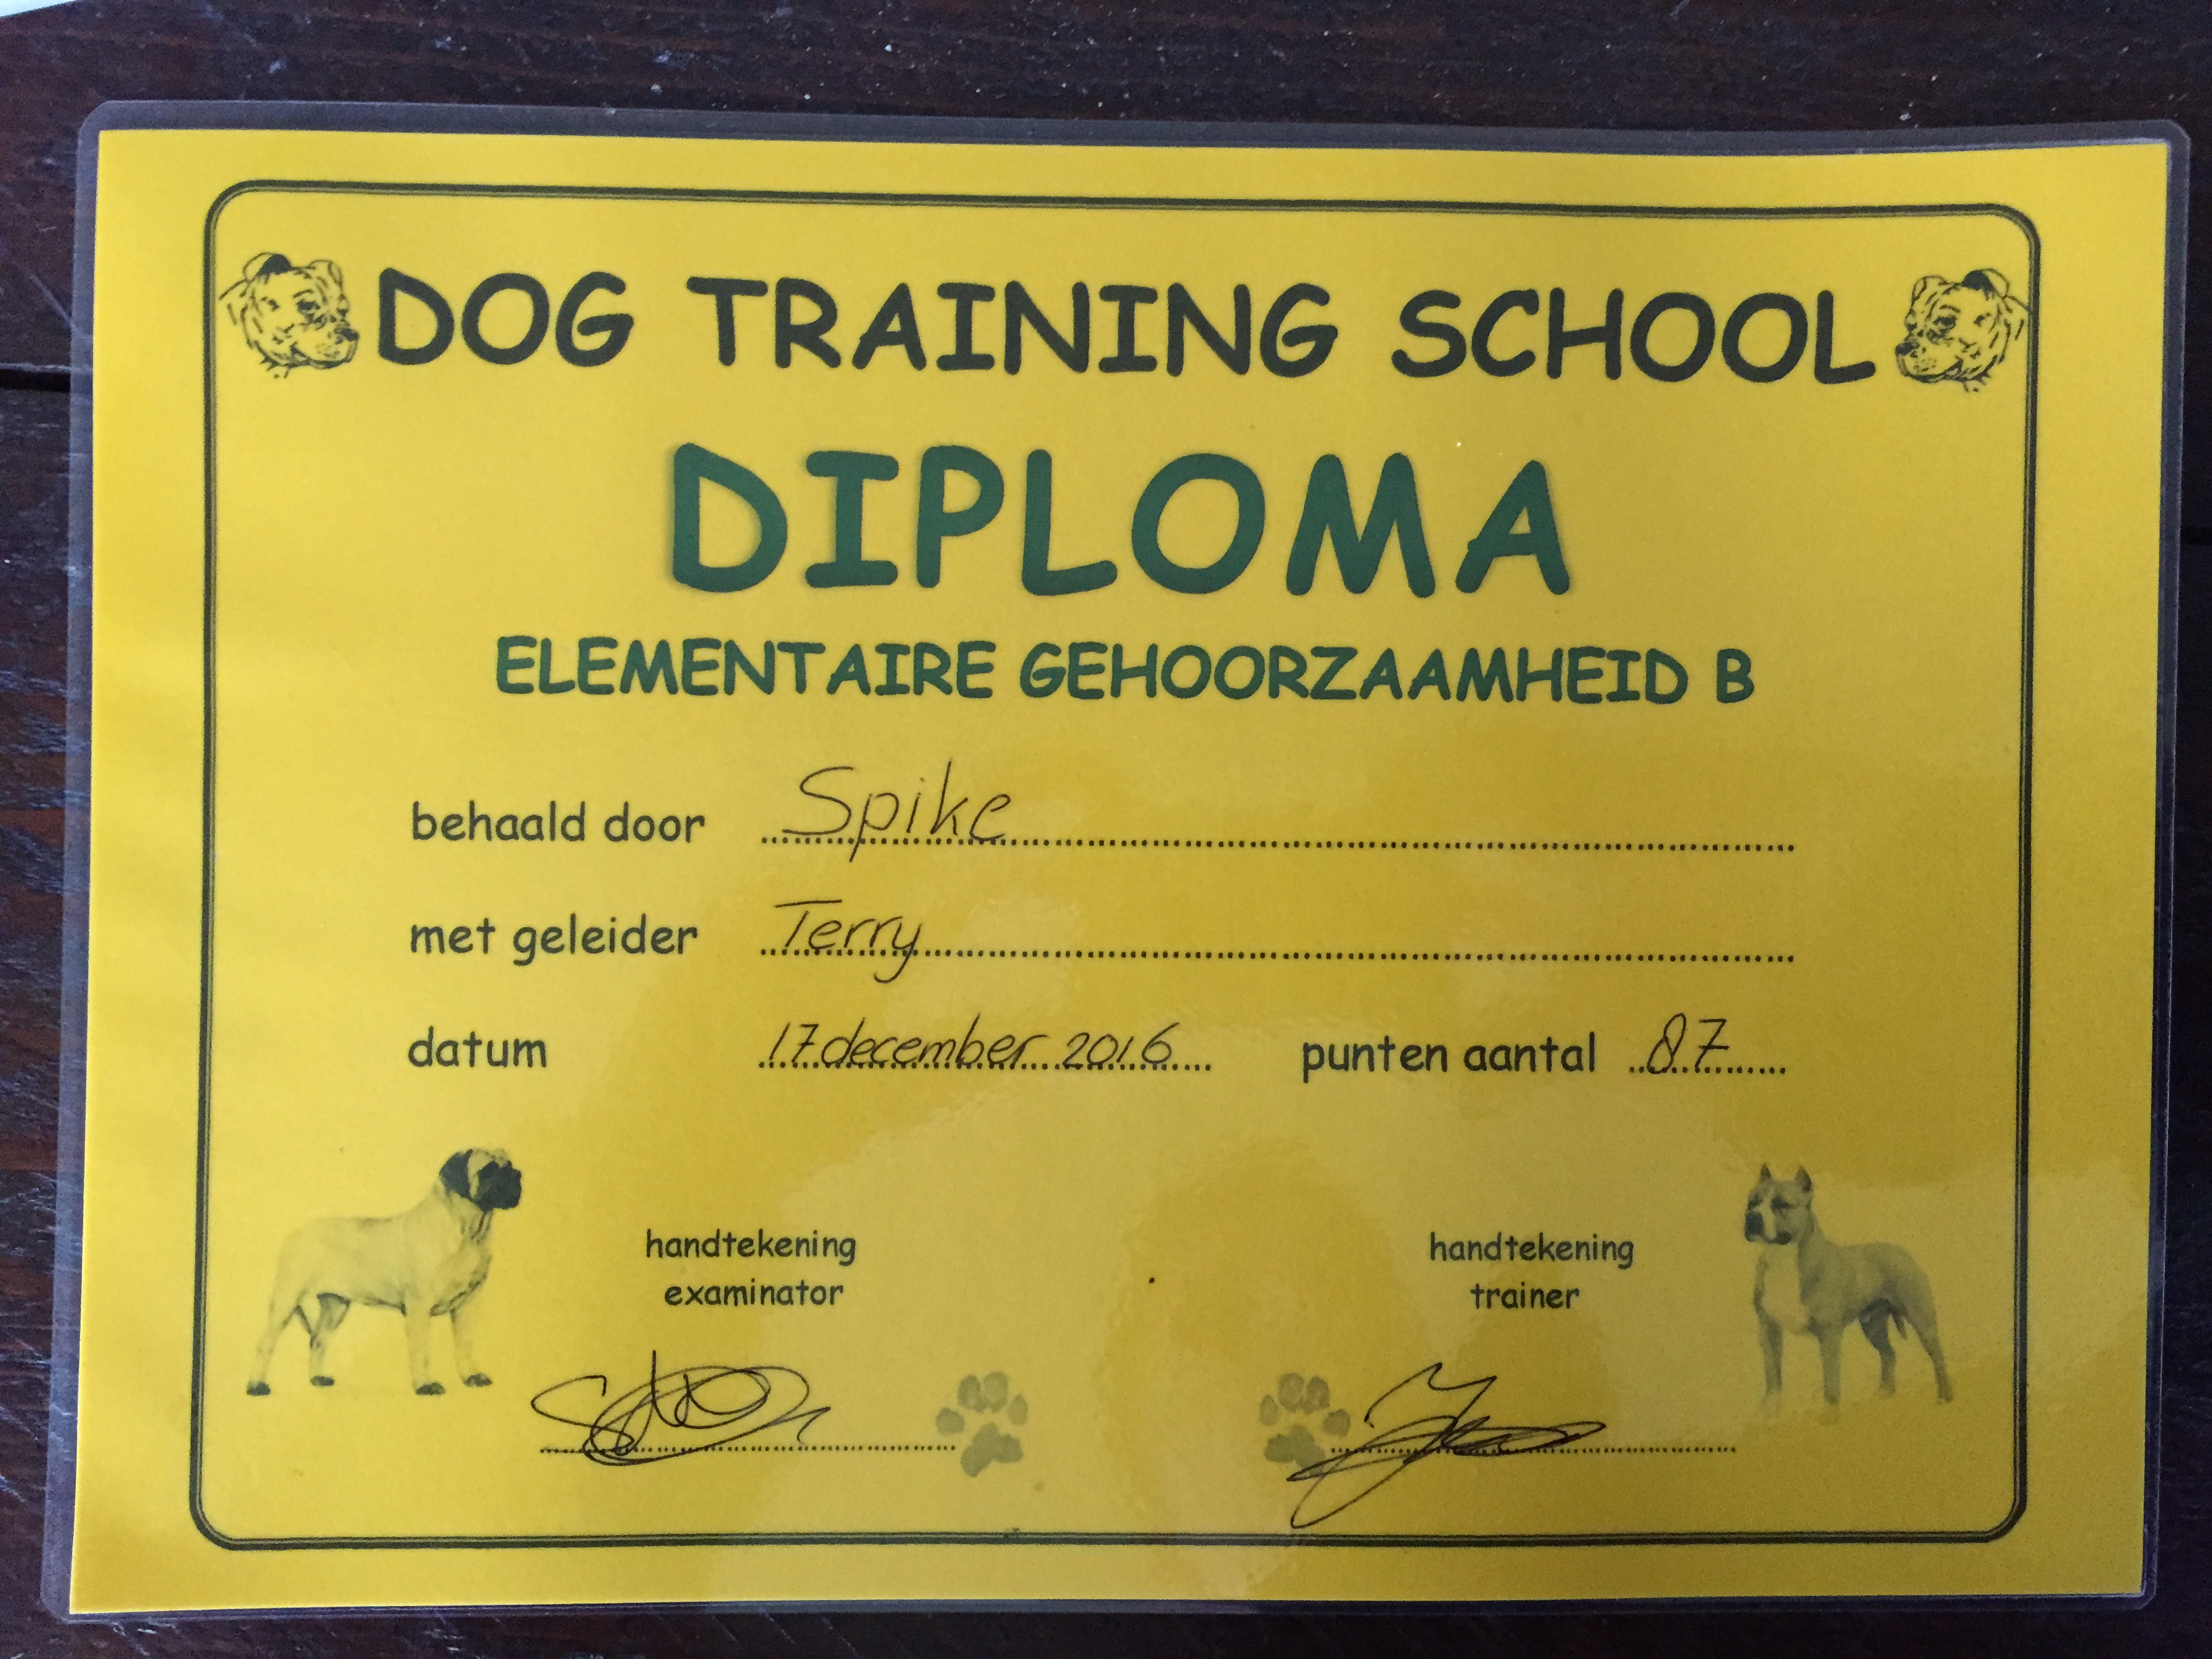 DOG TRAINING SCHOOL
DIPLOMA
ELEMENTAIRE GEHOORZAAMHEID B
behaald door Spike
met geleider Terry
datum 17 december 2016 punten aantal 87
handtekening
examinator
handtekening
trainer